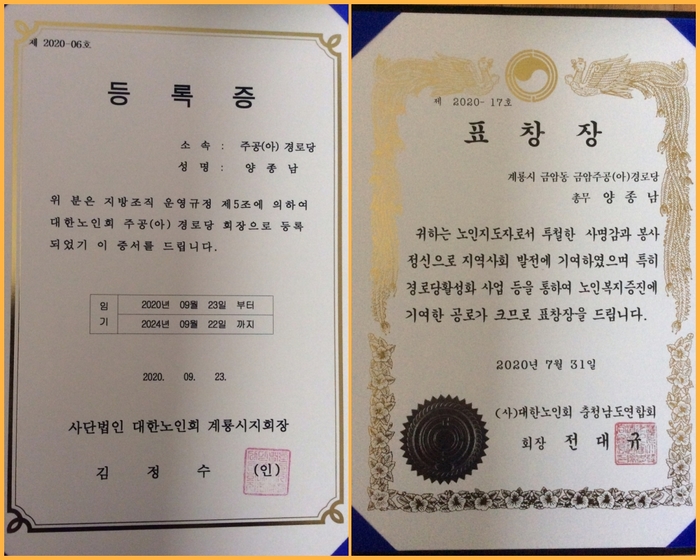 제 2020-06호
등 록 증
소 속 : 주공(아) 경로당
성 명 : 양 종 남
위 분은 지방조직 운영규정 제5조에 의하여
대한노인회 주공(아) 경로당 회장으로 등록
되었기 이 증서를 드립니다.
임기
2020년 09월 23일 부터
2024년 09월 22일 까지
2020. 09. 23.
사단법인 대한노인회 계룡시지회장
김 정 수 (인)
제 2020- 17호
표 창 장
계룡시 금암동 금암주공(아)경로당
총무 양 종 남
귀하는 노인지도자로서 투철한 사명감과 봉사
정신으로 지역사회 발전에 기여하였으며 특히
경로당활성화 사업 등을 통하여 노인복지증진에
기여한 공로가 크므로 표창장을 드립니다.
2020년 7월 31일
(사)대한노인회 충청남도연합회
회장 전 대 규